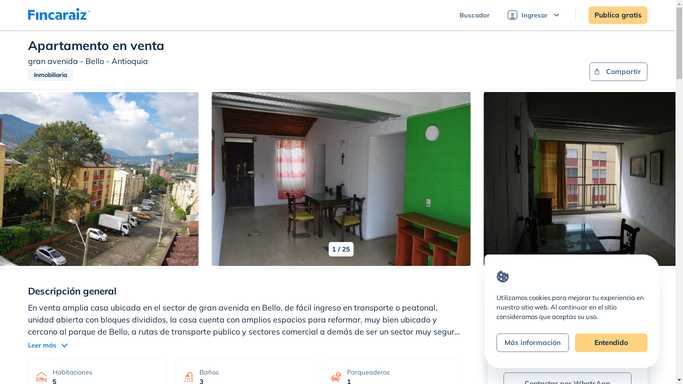 Fincaraiz
Buscador
Ingresar
Publica gratis
Apartamento en venta
gran avenida - Bello - Antioquia
Inmobiliaria
Compartir
1 / 25
Descripción general
En venta amplia casa ubicada en el sector de gran avenida en Bello, de fácil ingreso en transporte o peatonal,
unidad abierta con bloques divididos, la casa cuenta con amplios espacios para reformar, muy bien ubicado y
cercano al parque de Bello, a rutas de transporte publico y sectores comercial a demás de ser un sector muy segur...
Leer más
Habitaciones
5
Baños
3
Parqueaderos
1
Utilizamos cookies para mejorar tu experiencia en
nuestro sitio web. Al continuar en el sitio
consideramos que aceptas su uso.
Más información
Entendido
Contactar por WhatsApp